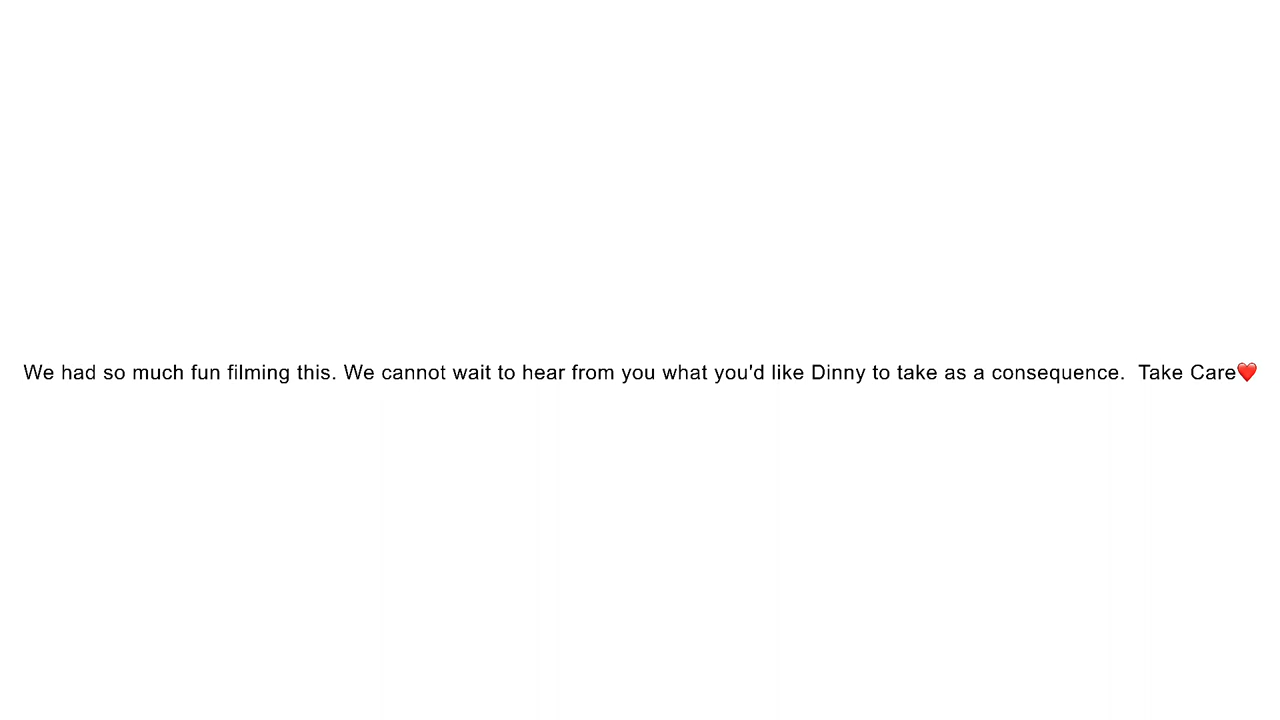 We had so much fun filming this. We cannot wait to hear from you what you'd like Dinny to take as a consequence.  Take Care❤️